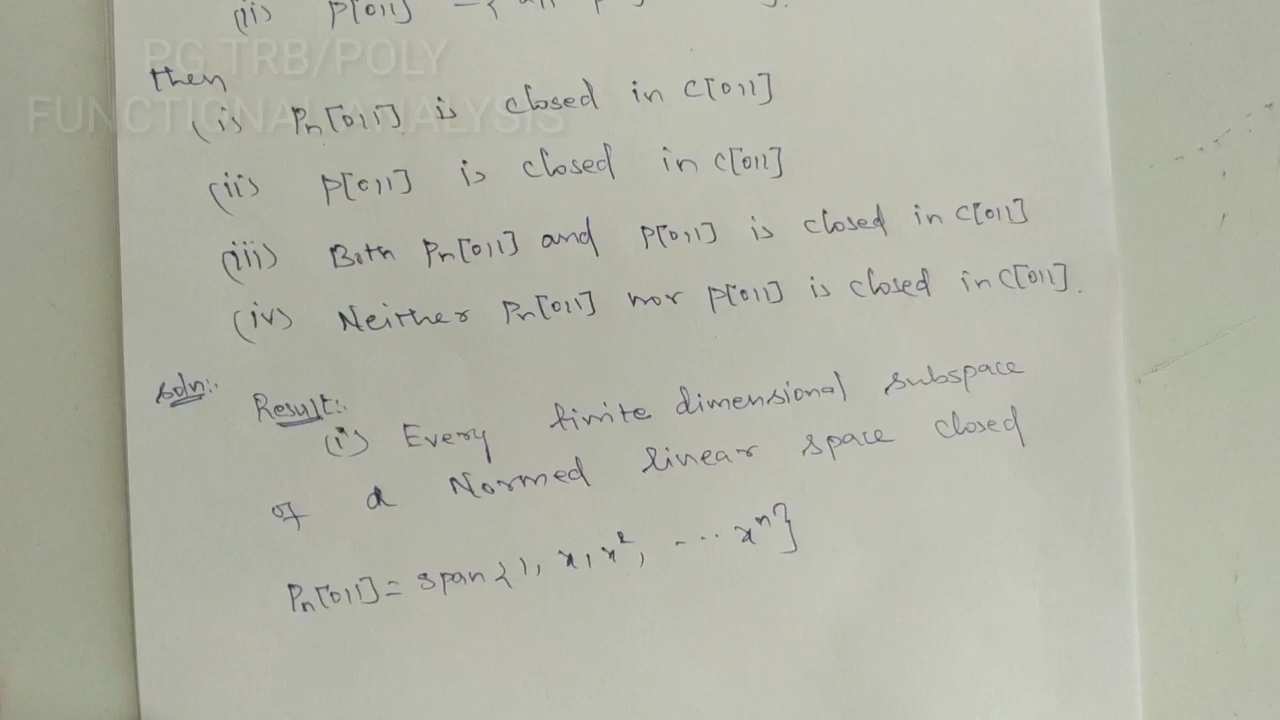 (ii) P[0,1]
PG TRB/POLY
then
FUNCTIONAL ANALYSIS
(i) Pn[0,1] is closed in C[0,1]
(ii) P[0,1] is closed in C[0,1]
(iii) Both Pn[0,1] and P[0,1] is closed in C[0,1]
(iv) Neither Pn[0,1] nor P[0,1] is closed in C[0,1].
Soln:.
Result:.
(i) Every finite dimensional subspace
of a Normed linear space closed
Pn[0,1] = span {1, x, x², ... xⁿ}